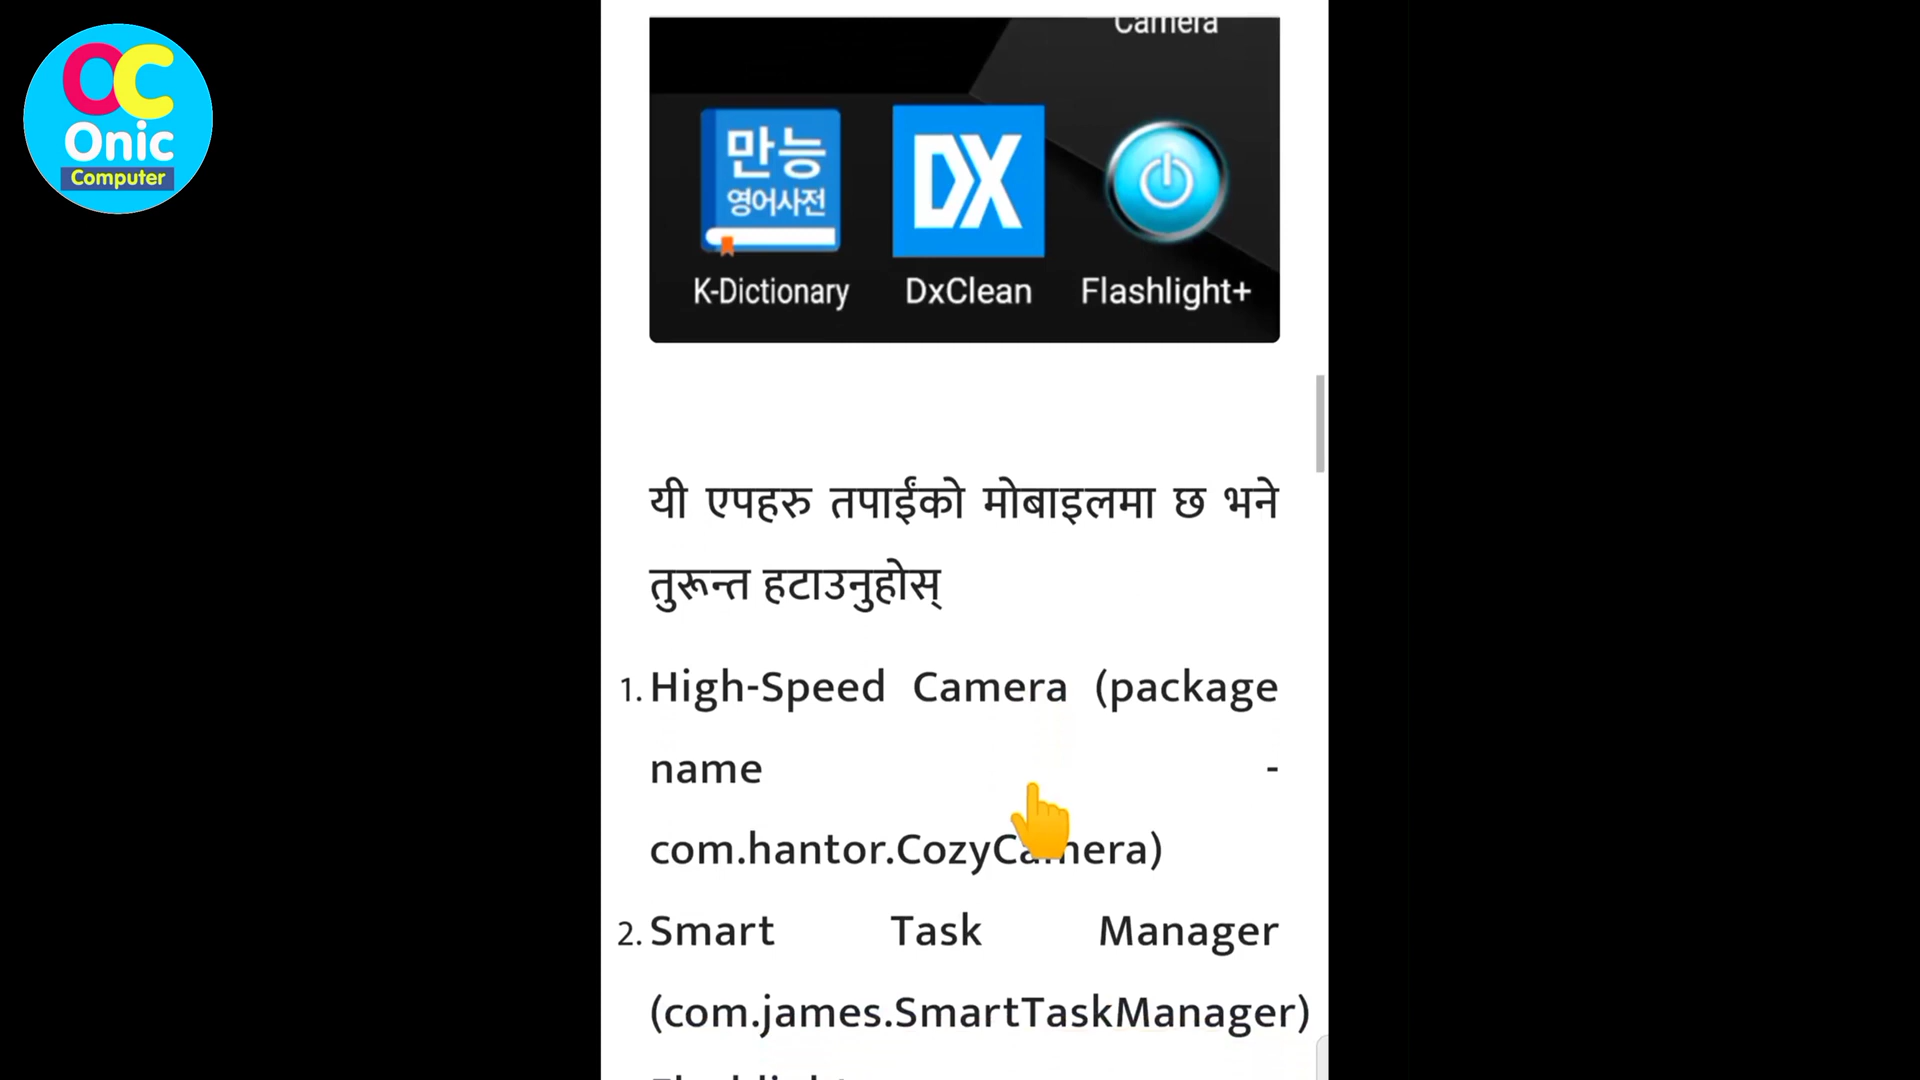 OC
Onic
Computer
Camera
만능
영어사전
DX
K-Dictionary DxClean Flashlight+
यी एपहरु तपाईंको मोबाइलमा छ भने
तुरून्त हटाउनुहोस्
1. High-Speed Camera (package
name -
com.hantor.CozyCamera)
2. Smart Task Manager
(com.james.SmartTaskManager)